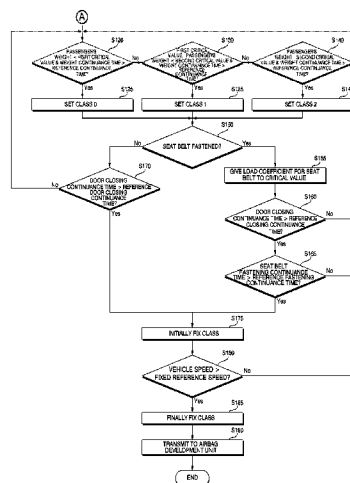 A
S120
PASSENGER'S
WEIGHT < FIRST CRITICAL
VALUE & WEIGHT CONTINUANCE TIME >
REFERENCE CONTINUANCE
TIME?
S130
FIRST CRITICAL
VALUE PASSENGER'S
WEIGHT < SECOND CRITICAL VALUE &
WEIGHT CONTINUANCE TIME >
REFERENCE
CONTINUANCE
TIME?
S140
PASSENGER'S
WEIGHT SECOND CRITICAL
VALUE & WEIGHT CONTINUANCE TIME >
REFERENCE CONTINUANCE
TIME?
Yes
S125
Yes
S135
Yes
SET CLASS 0
SET CLASS 1
SET CLASS 2
S150
SEAT BELT FASTENED?
No
Yes
S155
GIVE LOAD COEFFICIENT FOR SEAT
BELT TO CRITICAL VALUE
S170
DOOR CLOSING
CONTINUANCE TIME > REFERENCE
DOOR CLOSING
CONTINUANCE
TIME?
No
Yes
S160
DOOR CLOSING
CONTINUANCE TIME > REFERENCE
CLOSING CONTINUANCE
TIME?
No
Yes
S165
SEAT BELT
FASTENING CONTINUANCE
TIME > REFERENCE FASTENING
CONTINUANCE TIME?
No
Yes
S175
INITIALLY FIX CLASS
S180
VEHICLE SPEED >
FIXED REFERENCE SPEED?
No
Yes
S185
FINALLY FIX CLASS
S190
TRANSMIT TO AIRBAG
DEVELOPMENT UNIT
END